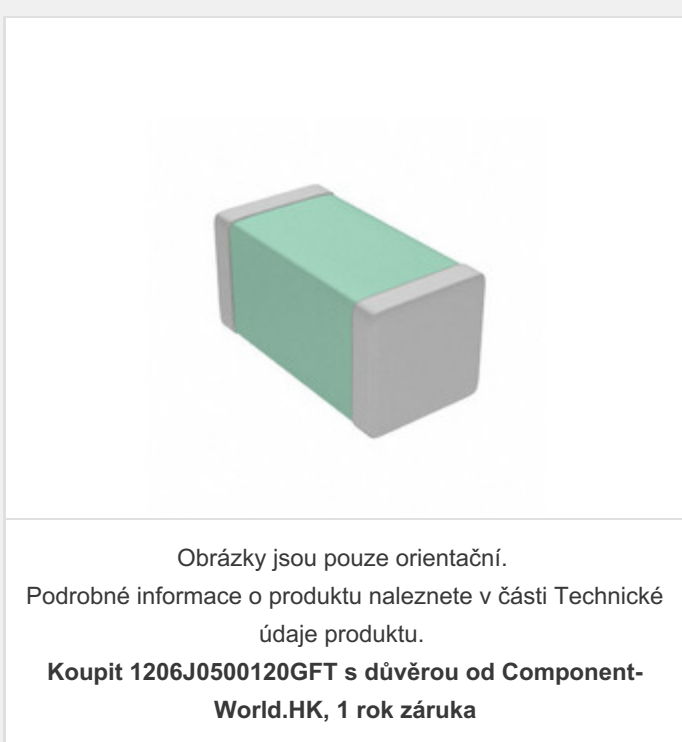 Obrázky jsou pouze orientační.
Podrobné informace o produktu naleznete v části Technické
údaje produktu.
Koupit 1206J0500120GFT s důvěrou od Component-
World.HK, 1 rok záruka